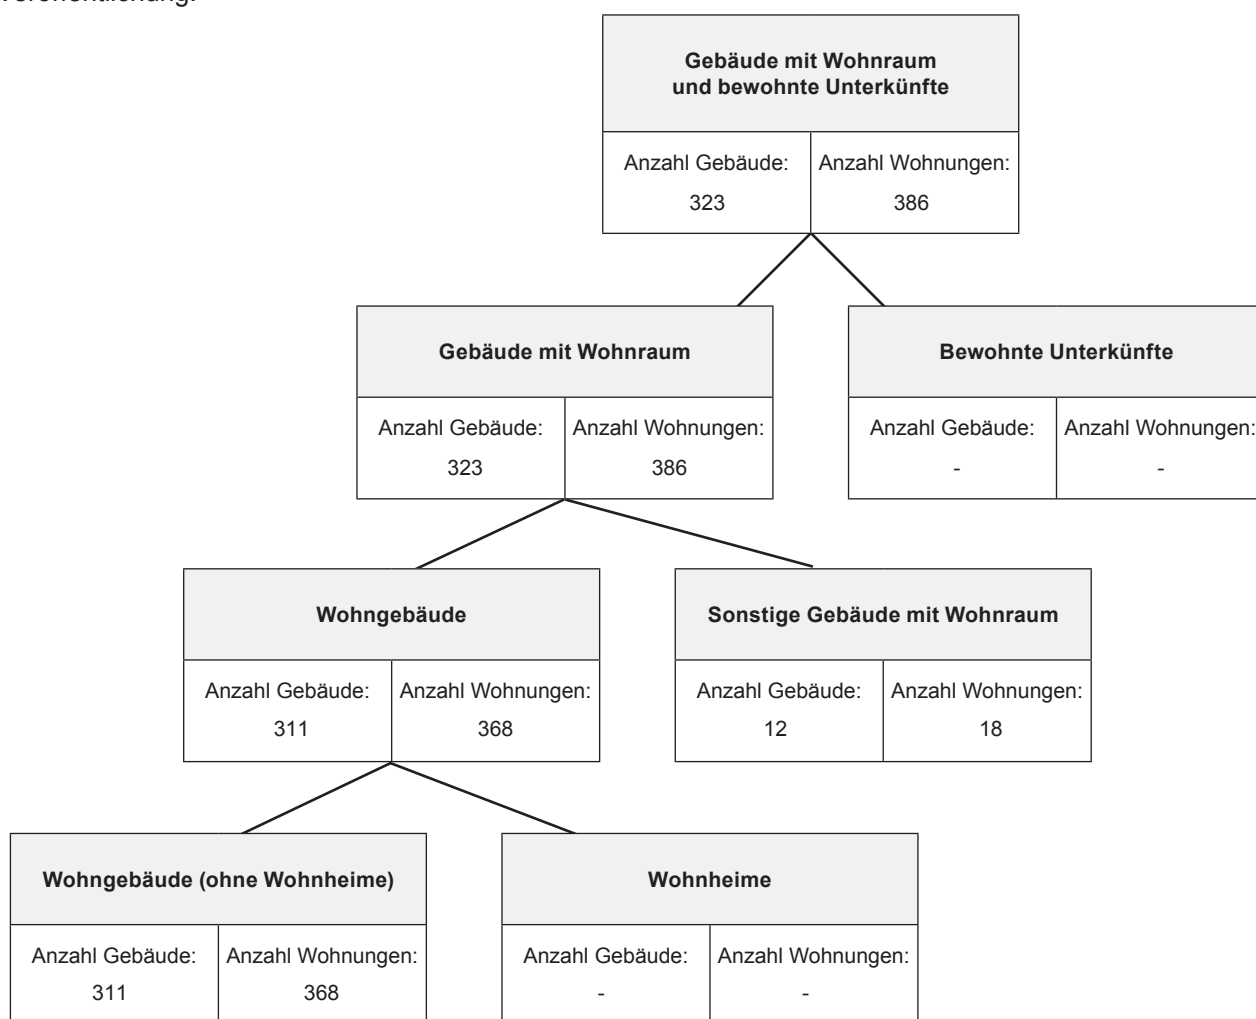 Veröffentlichung.
Gebäude mit Wohnraum
und bewohnte Unterkünfte
Anzahl Gebäude: Anzahl Wohnungen:
323 386
Gebäude mit Wohnraum Bewohnte Unterkünfte
Anzahl Gebäude: Anzahl Wohnungen: Anzahl Gebäude: Anzahl Wohnungen:
323 386 - -
Wohngebäude Sonstige Gebäude mit Wohnraum
Anzahl Gebäude: Anzahl Wohnungen: Anzahl Gebäude: Anzahl Wohnungen:
311 368 12 18
Wohngebäude (ohne Wohnheime) Wohnheime
Anzahl Gebäude: Anzahl Wohnungen: Anzahl Gebäude: Anzahl Wohnungen:
311 368 - -